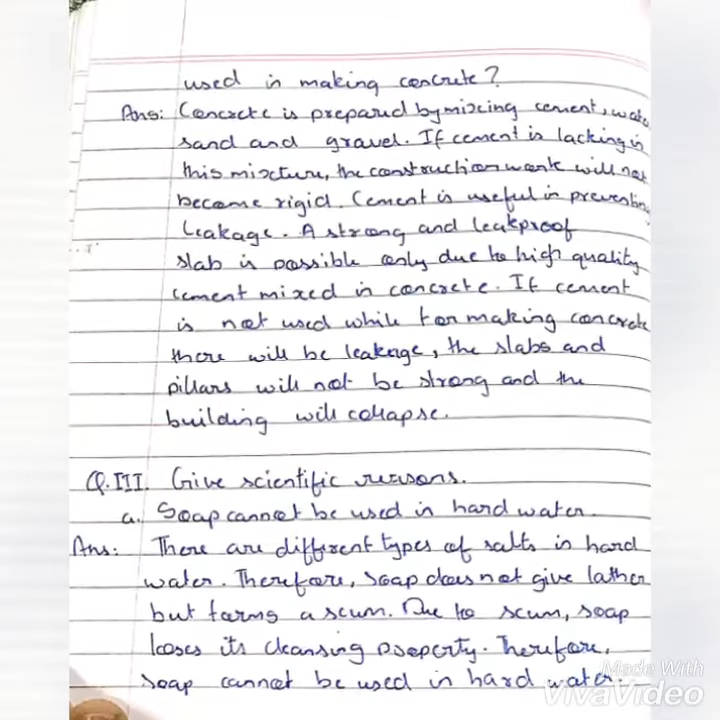 used in making concrete?
Ans: Concrete is prepared by mixing cement, wate
sand and gravel. If cement is lacking in
this mixture, the construction work will not
become rigid. Cement is useful in preventing
leakage. A strong and leakproof
slab is possible only due to high quality
cement mixed in concrete. If cement
is not used while for making concrete
there will be leakage, the slabs and
pillars will not be strong and the
building will collapse.
Q.III. Give scientific reasons.
a. Soap cannot be used in hard water.
Ans: There are different types of salts in hard
water. Therefore, soap does not give lather
but forms a scum. Due to scum, soap
looses its cleansing property. Therefore,
soap cannot be used in hard water.
Made With
VivaVideo